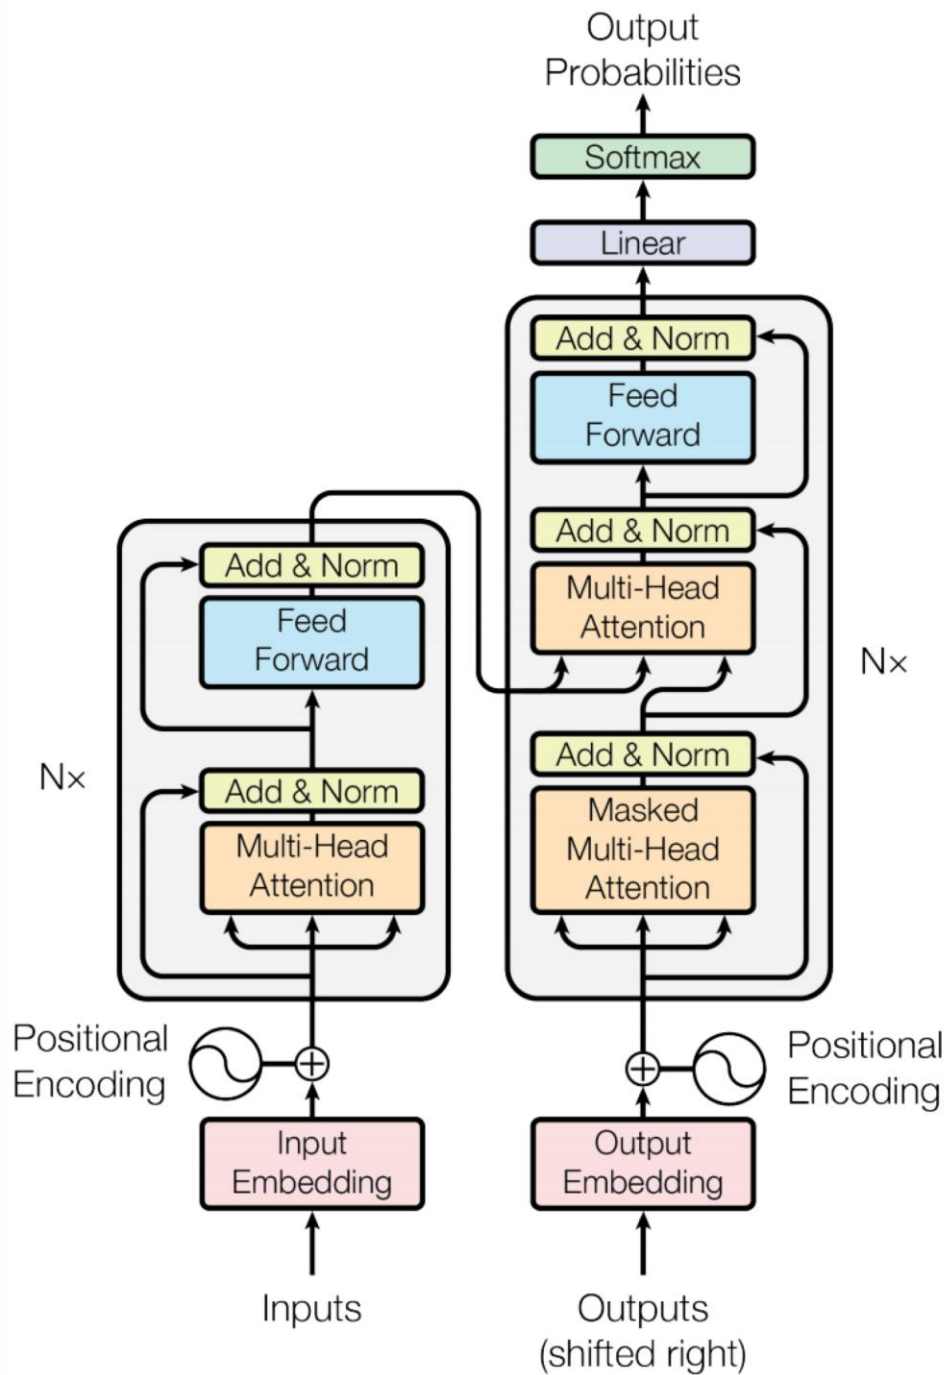 Output
Probabilities
Softmax
Linear
Add & Norm
Feed
Forward
Add & Norm
Multi-Head
Attention
Add & Norm
Masked
Multi-Head
Attention
Nx
Add & Norm
Feed
Forward
Add & Norm
Multi-Head
Attention
Nx
Positional
Encoding
Positional
Encoding
Input
Embedding
Output
Embedding
Inputs
Outputs
(shifted right)